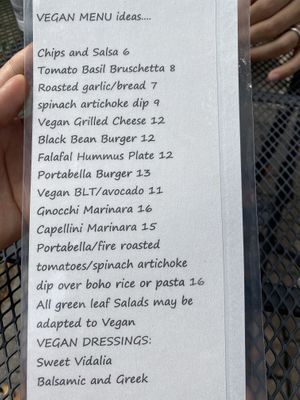 VEGAN MENU ideas....
Chips and Salsa 6
Tomato Basil Bruschetta 8
Roasted garlic/bread 7
spinach artichoke dip 9
Vegan Grilled Cheese 12
Black Bean Burger 12
Falafal Hummus Plate 12
Portabella Burger 13
Vegan BLT/avocado 11
Gnocchi Marinara 16
Capellini Marinara 15
Portabella/fire roasted
tomatoes/spinach artichoke
dip over boho rice or pasta 16
All green leaf Salads may be
adapted to Vegan
VEGAN DRESSINGS:
Sweet Vidalia
Balsamic and Greek